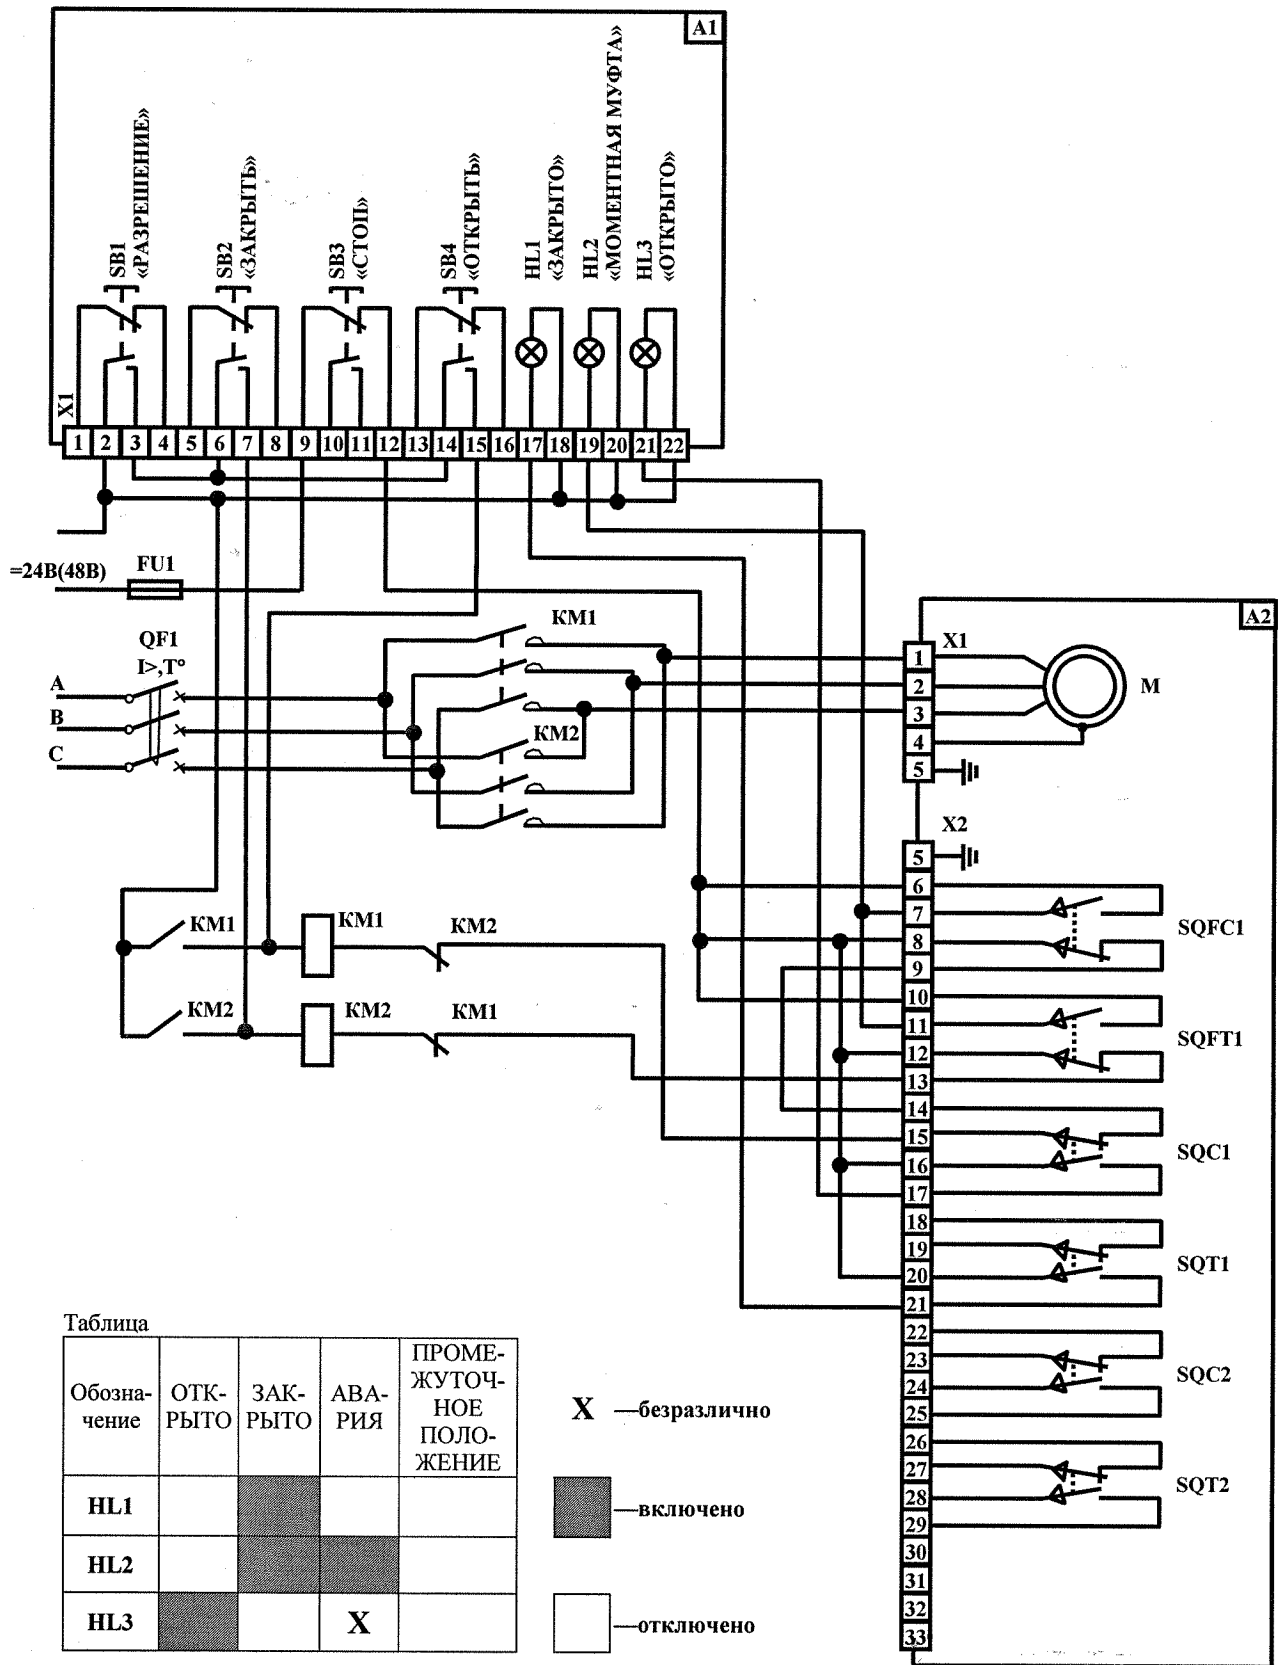 A1
SB1
«РАЗРЕШЕНИЕ»
SB2
«ЗАКРЫТЬ»
SB3
«СТОП»
SB4
«ОТКРЫТЬ»
HL1
«ЗАКРЫТО»
HL2
«МОМЕНТНАЯ МУФТА»
HL3
«ОТКРЫТО»
X1
1 2 3 4 5 6 7 8 9 10 11 12 13 14 15 16 17 18 19 20 21 22
=24В(48В)
FU1
QF1
I>,T°
A
B
C
KM1
KM2
A2
X1
1
2
3
4
5
M
X2
5
6
7
8
9
10
11
12
13
14
15
16
17
18
19
20
21
22
23
24
25
26
27
28
29
30
31
32
33
SQFC1
SQFT1
SQC1
SQT1
SQC2
SQT2
KM1 KM1 KM2
KM2 KM2 KM1
Таблица
Обозна-
чение
ОТК-
РЫТО
ЗАК-
РЫТО
АВА-
РИЯ
ПРОМЕ-
ЖУТОЧ-
НОЕ
ПОЛО-
ЖЕНИЕ
HL1
HL2
HL3 X
X —безразлично
—включено
—отключено